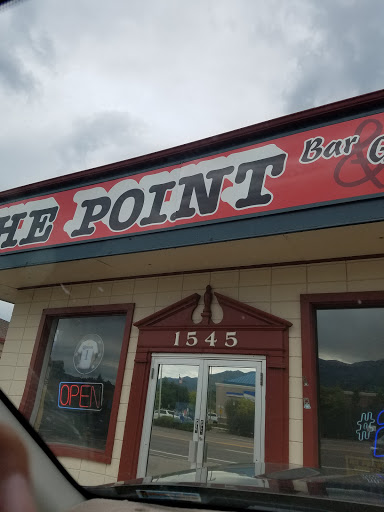 HE POINT
Bar &
1545
OPEN
#